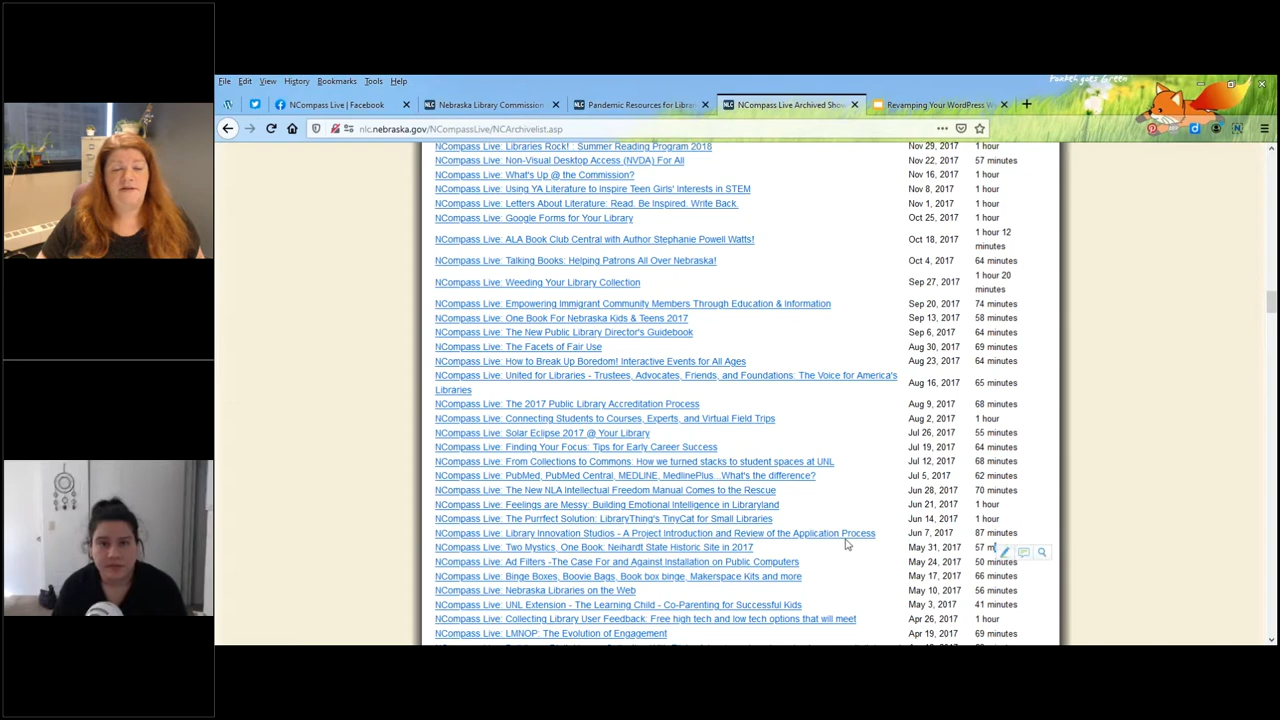 Fantek goes Green
File Edit View History Bookmarks Tools Help
NCompass Live | Facebook
Nebraska Library Commission
Pandemic Resources for Librar
NCompass Live Archived Show
Revamping Your WordPress W
nlc.nebraska.gov/NCompassLive/NCArchivelist.asp
NCompass Live: Libraries Rock! : Summer Reading Program 2018 Nov 29, 2017 1 hour
NCompass Live: Non-Visual Desktop Access (NVDA) For All Nov 22, 2017 57 minutes
NCompass Live: What's Up @ the Commission? Nov 16, 2017 1 hour
NCompass Live: Using YA Literature to Inspire Teen Girls' Interests in STEM Nov 8, 2017 1 hour
NCompass Live: Letters About Literature: Read. Be Inspired. Write Back. Nov 1, 2017 1 hour
NCompass Live: Google Forms for Your Library Oct 25, 2017 1 hour
NCompass Live: ALA Book Club Central with Author Stephanie Powell Watts! Oct 18, 2017 1 hour 12
minutes
NCompass Live: Talking Books: Helping Patrons All Over Nebraska! Oct 4, 2017 64 minutes
NCompass Live: Weeding Your Library Collection Sep 27, 2017 1 hour 20
minutes
NCompass Live: Empowering Immigrant Community Members Through Education & Information Sep 20, 2017 74 minutes
NCompass Live: One Book For Nebraska Kids & Teens 2017 Sep 13, 2017 58 minutes
NCompass Live: The New Public Library Director's Guidebook Sep 6, 2017 64 minutes
NCompass Live: The Facets of Fair Use Aug 30, 2017 69 minutes
NCompass Live: How to Break Up Boredom! Interactive Events for All Ages Aug 23, 2017 64 minutes
NCompass Live: United for Libraries - Trustees, Advocates, Friends, and Foundations: The Voice for America's
Libraries Aug 16, 2017 65 minutes
NCompass Live: The 2017 Public Library Accreditation Process Aug 9, 2017 68 minutes
NCompass Live: Connecting Students to Courses, Experts, and Virtual Field Trips Aug 2, 2017 1 hour
NCompass Live: Solar Eclipse 2017 @ Your Library Jul 26, 2017 55 minutes
NCompass Live: Finding Your Focus: Tips for Early Career Success Jul 19, 2017 64 minutes
NCompass Live: From Collections to Commons: How we turned stacks to student spaces at UNL Jul 12, 2017 68 minutes
NCompass Live: PubMed, PubMed Central, MEDLINE, MedlinePlus...What's the difference? Jul 5, 2017 62 minutes
NCompass Live: The New NLA Intellectual Freedom Manual Comes to the Rescue Jun 28, 2017 70 minutes
NCompass Live: Feelings are Messy: Building Emotional Intelligence in Libraryland Jun 21, 2017 1 hour
NCompass Live: The Purrfect Solution: LibraryThing's TinyCat for Small Libraries Jun 14, 2017 1 hour
NCompass Live: Library Innovation Studios - A Project Introduction and Review of the Application Process Jun 7, 2017 87 minutes
NCompass Live: Two Mystics, One Book: Neihardt State Historic Site in 2017 May 31, 2017 57 m
NCompass Live: Ad Filters -The Case For and Against Installation on Public Computers May 24, 2017 50 minutes
NCompass Live: Binge Boxes, Boovie Bags, Book box binge, Makerspace Kits and more May 17, 2017 66 minutes
NCompass Live: Nebraska Libraries on the Web May 10, 2017 56 minutes
NCompass Live: UNL Extension - The Learning Child - Co-Parenting for Successful Kids May 3, 2017 41 minutes
NCompass Live: Collecting Library User Feedback: Free high tech and low tech options that will meet Apr 26, 2017 1 hour
NCompass Live: LMNOP: The Evolution of Engagement Apr 19, 2017 69 minutes